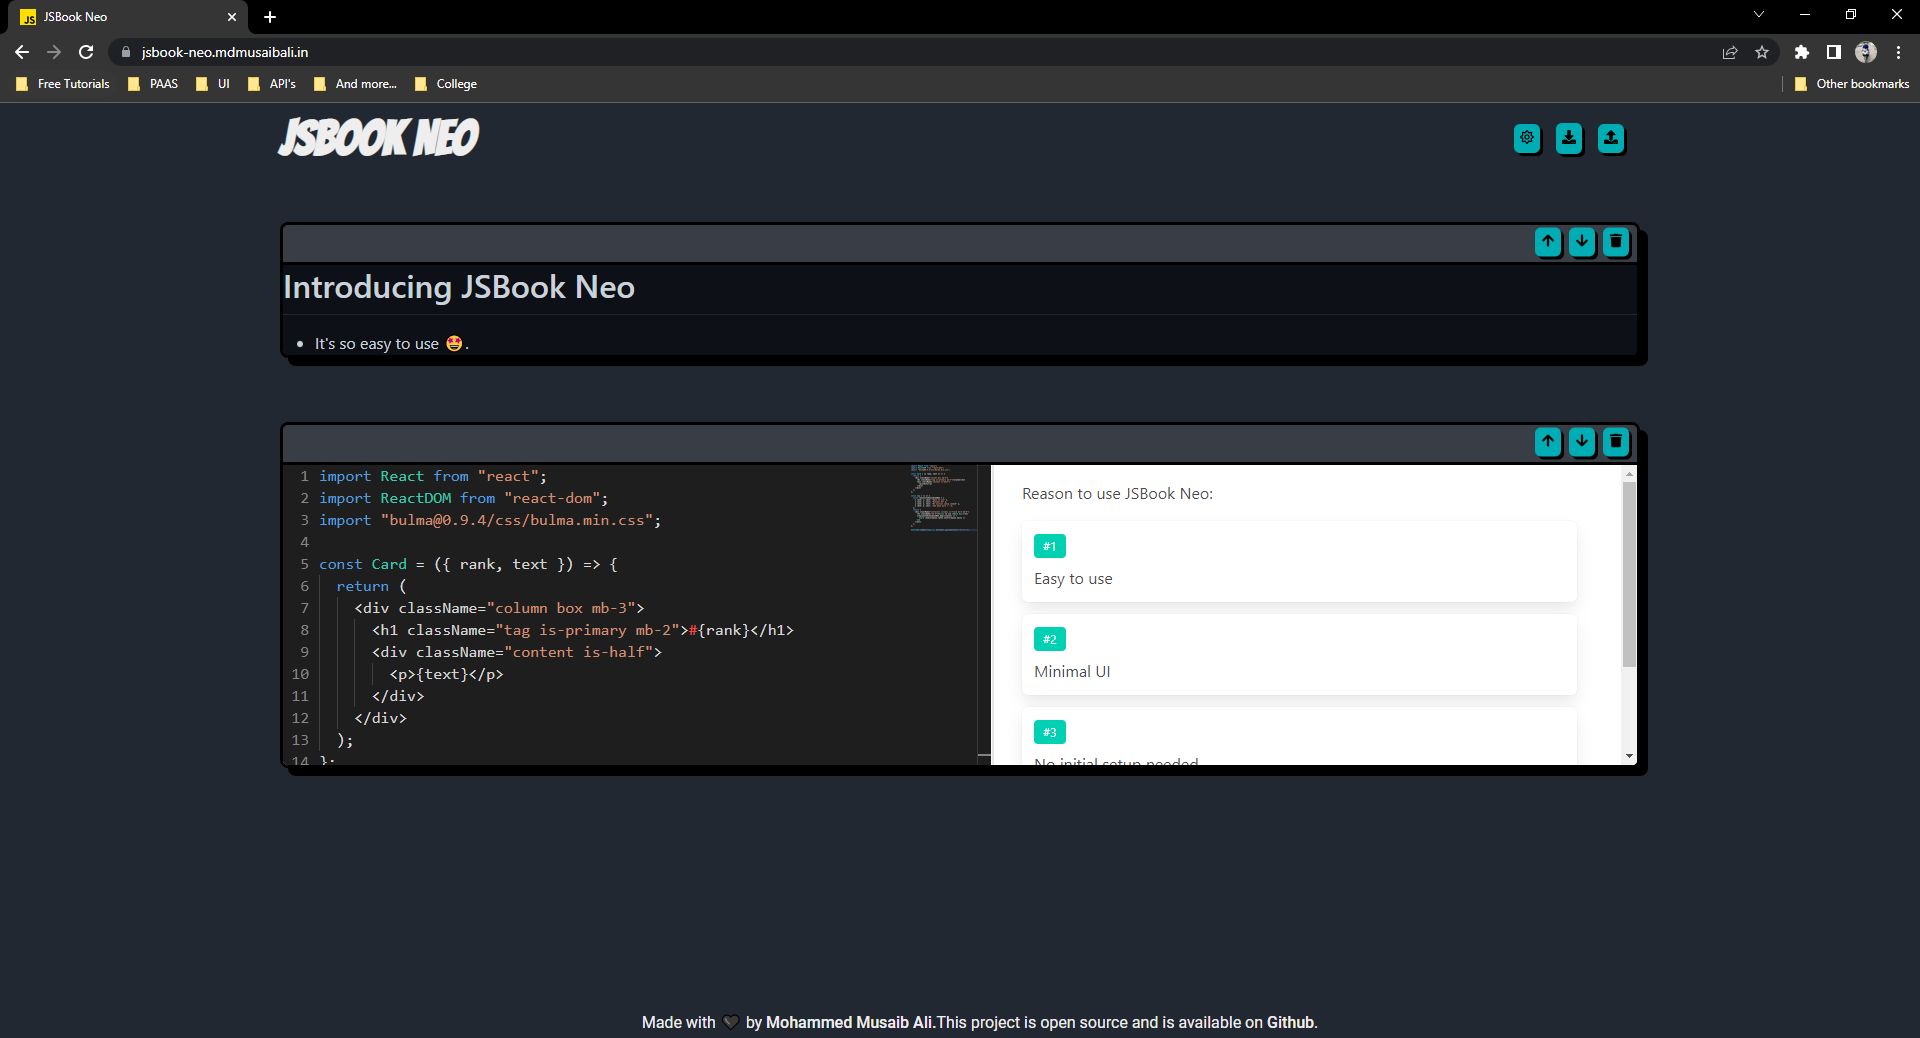 JSBook Neo
jsbook-neo.mdmusaibali.in
Free Tutorials PAAS UI API's And more... College Other bookmarks
JSBOOK NEO
Introducing JSBook Neo
• It's so easy to use 🤩.
1 import React from "react";
2 import ReactDOM from "react-dom";
3 import "bulma@0.9.4/css/bulma.min.css";
4
5 const Card = ({ rank, text }) => {
6 return (
7 <div className="column box mb-3">
8 <h1 className="tag is-primary mb-2">#{rank}</h1>
9 <div className="content is-half">
10 <p>{text}</p>
11 </div>
12 </div>
13 );
14 };
Reason to use JSBook Neo:
#1
Easy to use
#2
Minimal UI
#3
No initial setup needed
Made with 🖤 by Mohammed Musaib Ali.This project is open source and is available on Github.